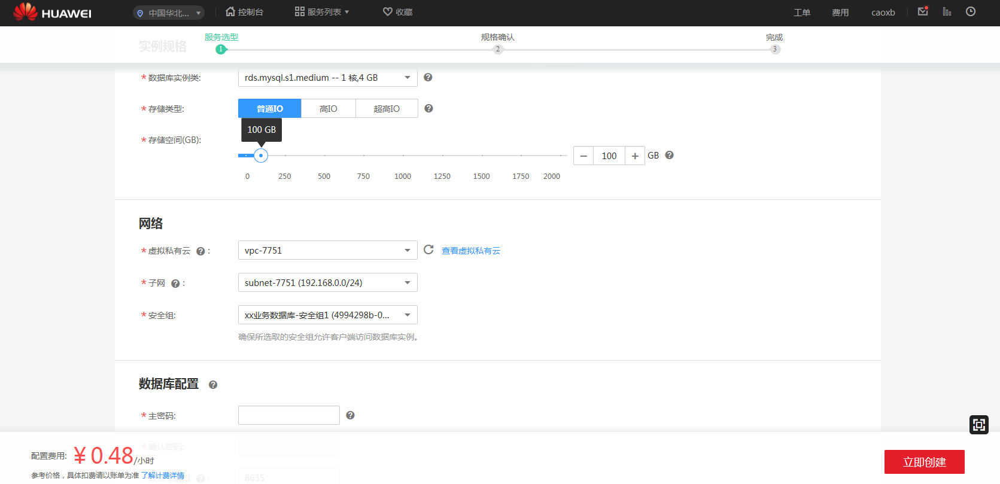 HUAWEI 中国华北... 控制台 服务列表 收藏 工单 费用 caoxb
服务选型 规格确认 完成
实例规格 1 2 3
*数据库实例类: rds.mysql.s1.medium -- 1 核,4 GB ?
*存储类型: 普通IO 高IO 超高IO ?
100 GB
*存储空间(GB):
− 100 + GB ?
0 250 500 750 1000 1250 1500 1750 2000
网络
*虚拟私有云 ? : vpc-7751 查看虚拟私有云
*子网 ? : subnet-7751 (192.168.0.0/24)
*安全组: xx业务数据库-安全组1 (4994298b-0...
确保所选取的安全组允许客户端访问数据库实例。
数据库配置 ?
*主密码: ?
*确认密码:
配置费用: ¥ 0.48/小时 立即创建
参考价格，具体扣费请以账单为准 了解计费详情 ? : 8635